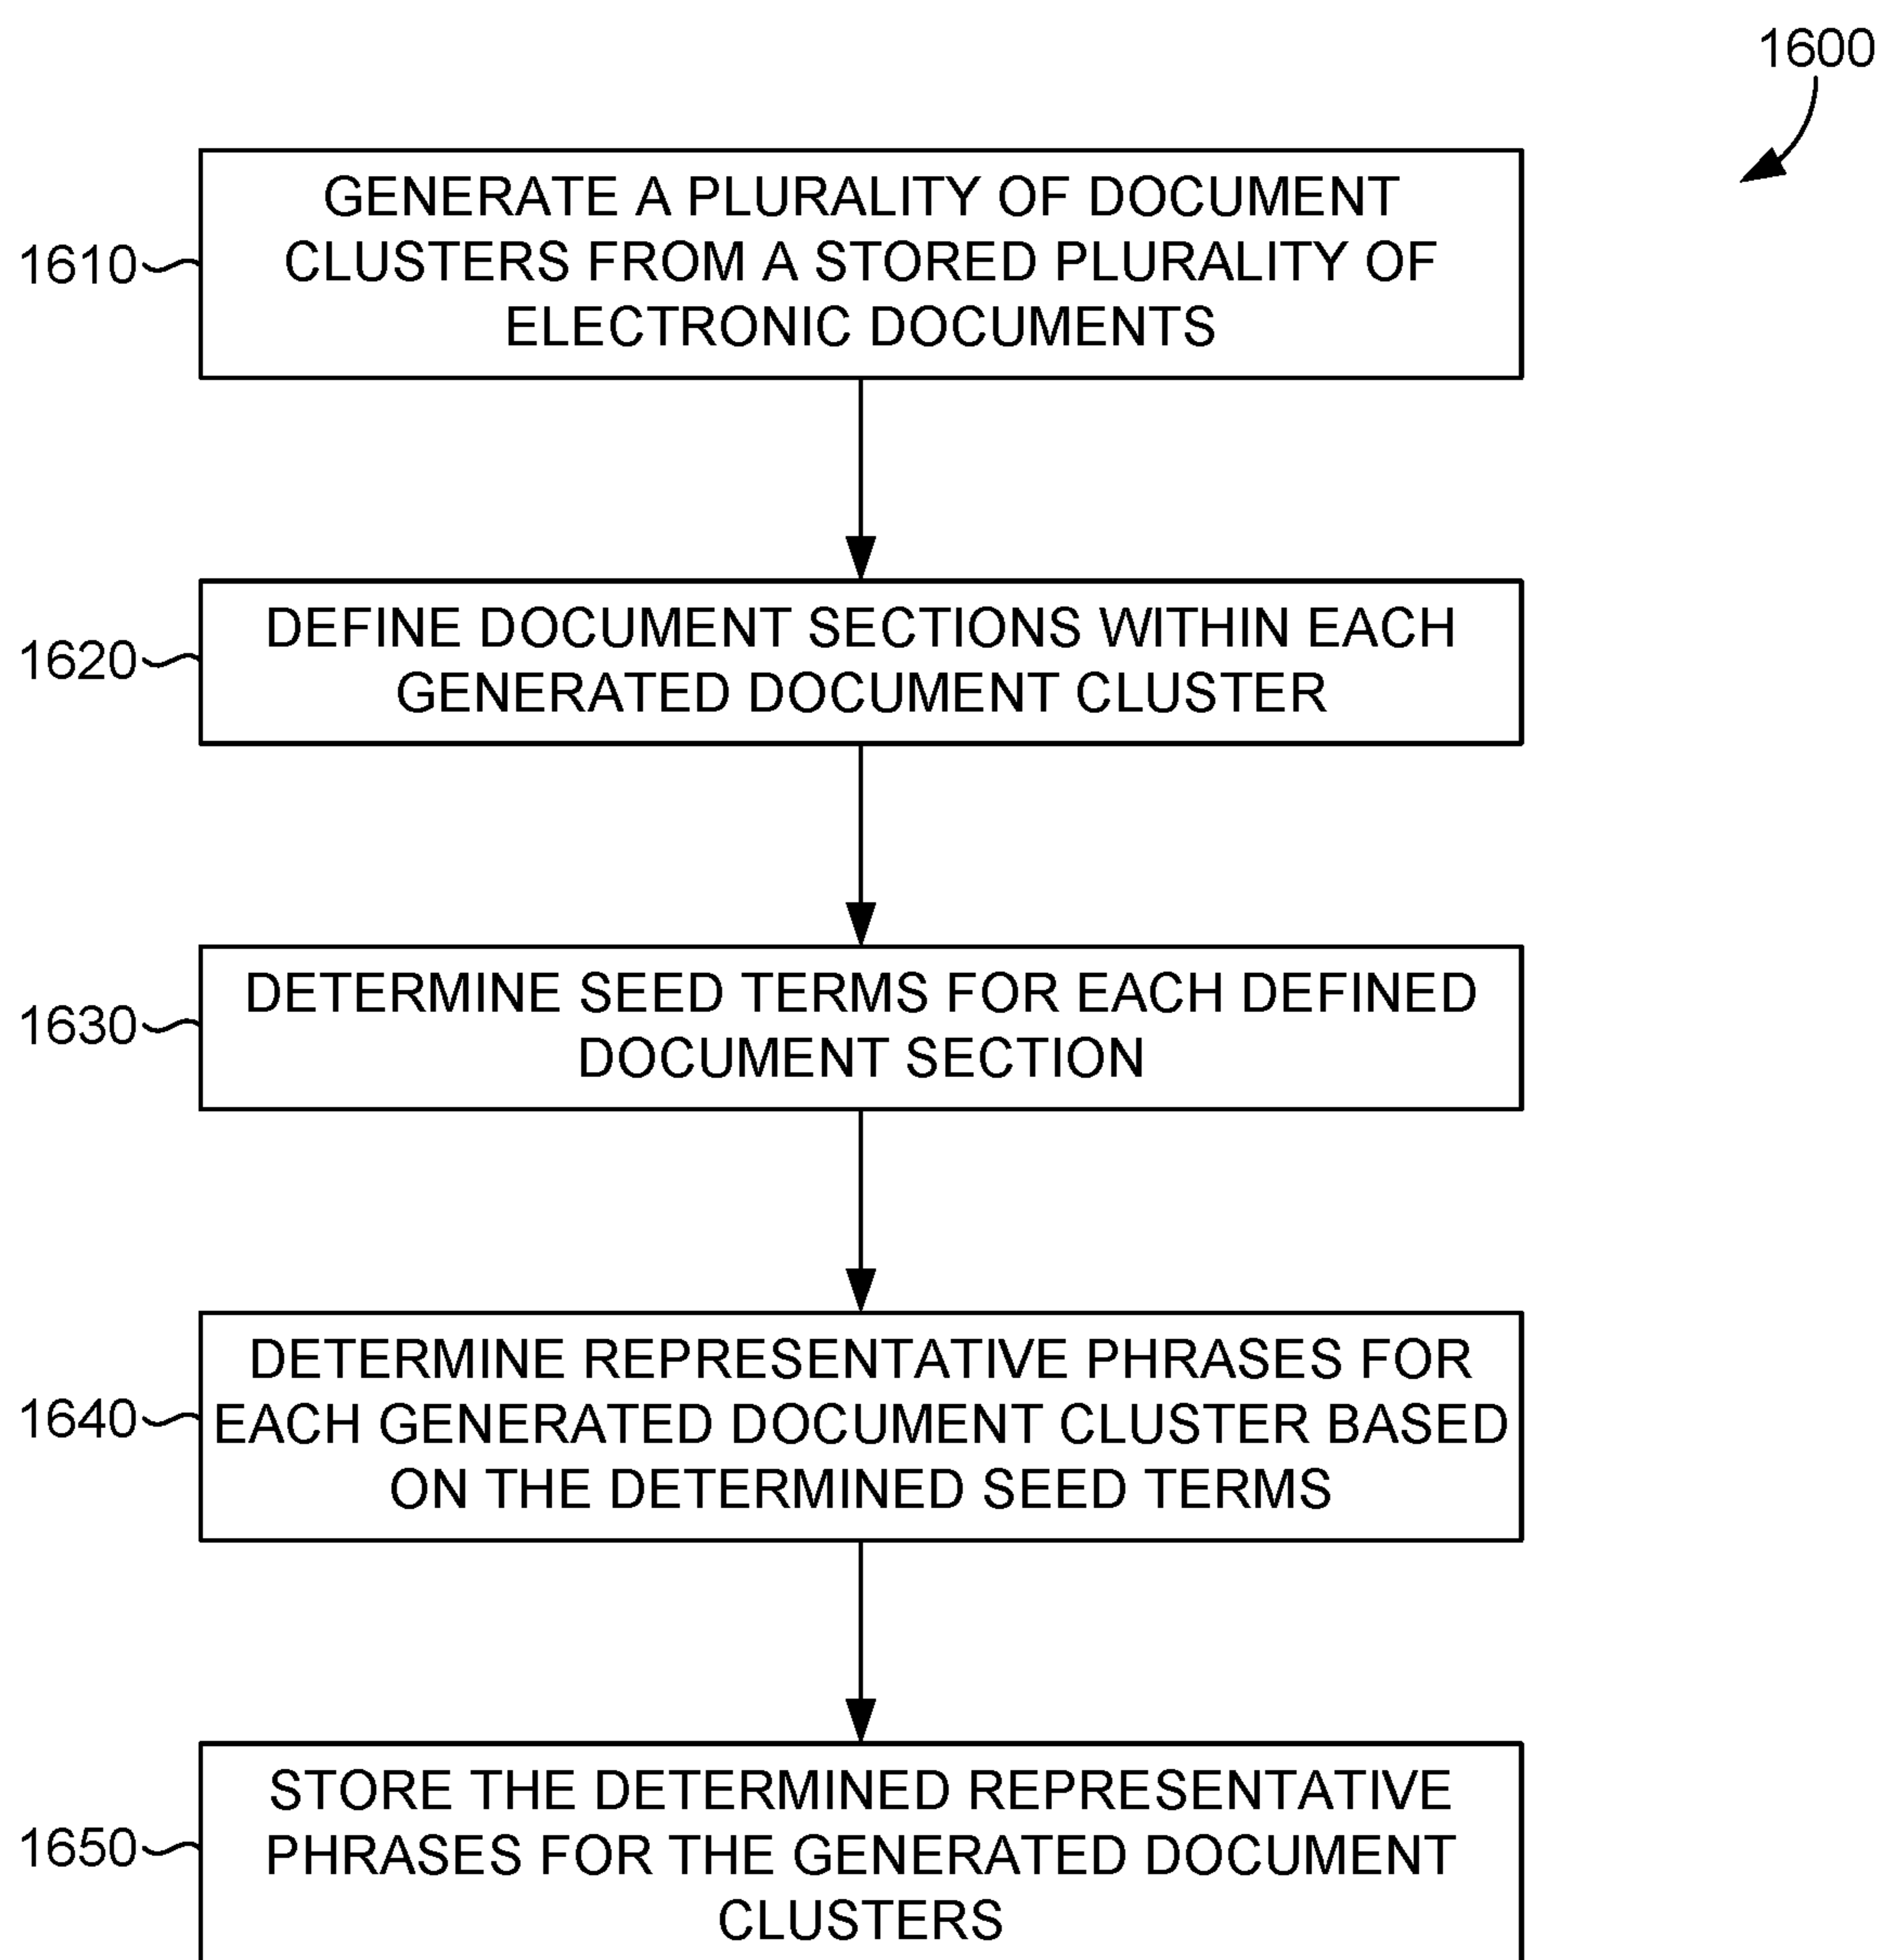 1600
GENERATE A PLURALITY OF DOCUMENT
CLUSTERS FROM A STORED PLURALITY OF
ELECTRONIC DOCUMENTS
1610
DEFINE DOCUMENT SECTIONS WITHIN EACH
GENERATED DOCUMENT CLUSTER
1620
DETERMINE SEED TERMS FOR EACH DEFINED
DOCUMENT SECTION
1630
DETERMINE REPRESENTATIVE PHRASES FOR
EACH GENERATED DOCUMENT CLUSTER BASED
ON THE DETERMINED SEED TERMS
1640
STORE THE DETERMINED REPRESENTATIVE
PHRASES FOR THE GENERATED DOCUMENT
CLUSTERS
1650